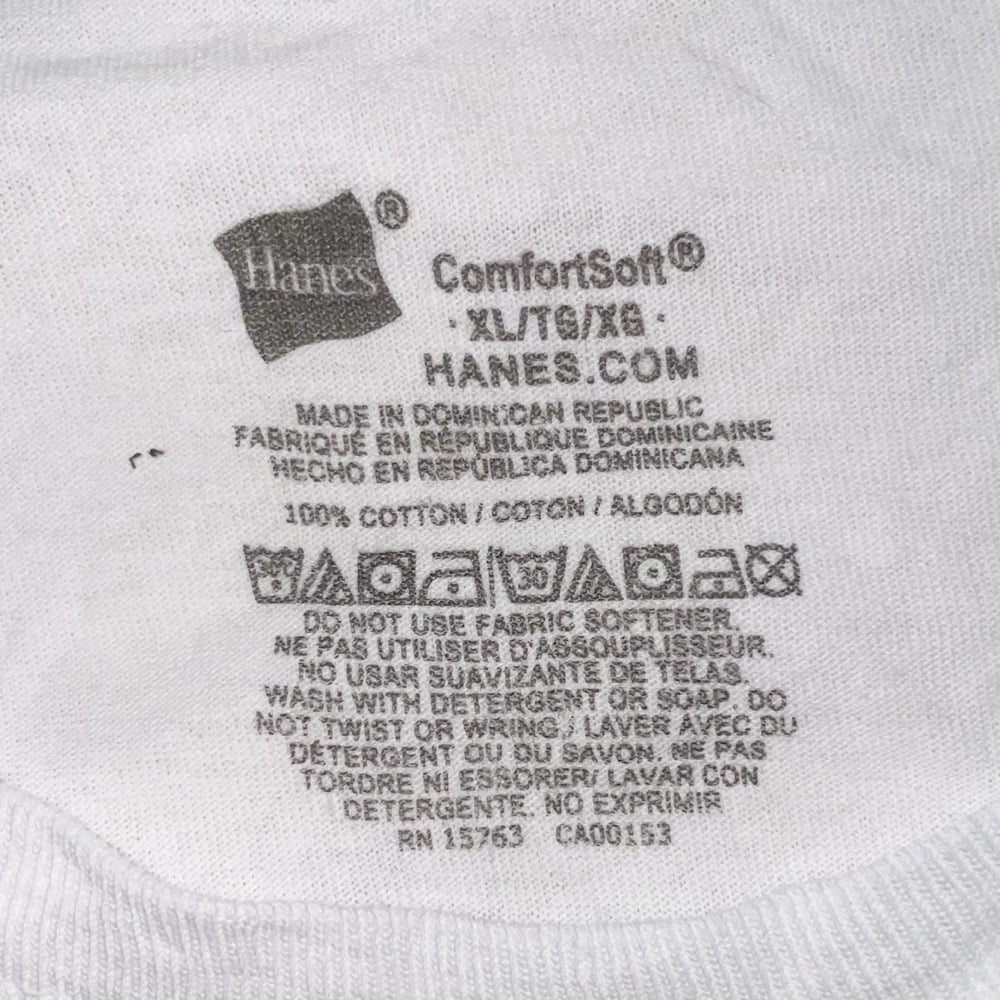 Hanes®
ComfortSoft®
· XL/TG/XG ·
HANES.COM
MADE IN DOMINICAN REPUBLIC
FABRIQUÉ EN RÉPUBLIQUE DOMINICAINE
HECHO EN REPÚBLICA DOMINICANA
100% COTTON / COTON / ALGODÓN
30
DO NOT USE FABRIC SOFTENER.
NE PAS UTILISER D'ASSOUPLISSEUR.
NO USAR SUAVIZANTE DE TELAS.
WASH WITH DETERGENT OR SOAP. DO
NOT TWIST OR WRING./ LAVER AVEC DU
DÉTERGENT OU DU SAVON. NE PAS
TORDRE NI ESSORER/ LAVAR CON
DETERGENTE. NO EXPRIMIR
RN 15763 CA00153